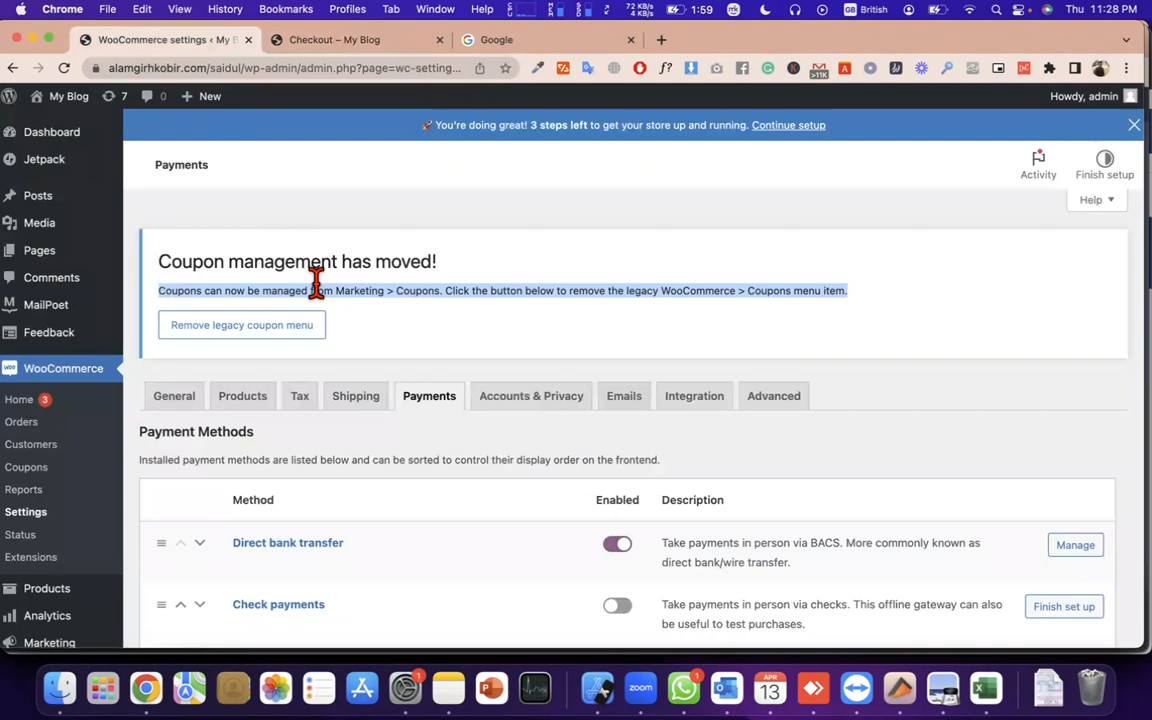 Chrome File Edit View History Bookmarks Profiles Tab Window Help 72 KB/s 4 KB/s 1:59 British Thu 11:28 PM
WooCommerce settings ‹ My B Checkout – My Blog Google
alamgirhkobir.com/saidul/wp-admin/admin.php?page=wc-setting...
My Blog 7 0 New Howdy, admin
🚀 You're doing great! 3 steps left to get your store up and running. Continue setup
Payments
Activity
Finish setup
Help
Dashboard
Jetpack
Posts
Media
Pages
Comments
MailPoet
Feedback
WooCommerce
Home 3
Orders
Customers
Coupons
Reports
Settings
Status
Extensions
Products
Analytics
Marketing
Coupon management has moved!
Coupons can now be managed from Marketing > Coupons. Click the button below to remove the legacy WooCommerce > Coupons menu item.
Remove legacy coupon menu
General Products Tax Shipping Payments Accounts & Privacy Emails Integration Advanced
Payment Methods
Installed payment methods are listed below and can be sorted to control their display order on the frontend.
Method Enabled Description
Direct bank transfer
Take payments in person via BACS. More commonly known as
direct bank/wire transfer.
Manage
Check payments
Take payments in person via checks. This offline gateway can also
be useful to test purchases.
Finish set up
zoom
APR
13